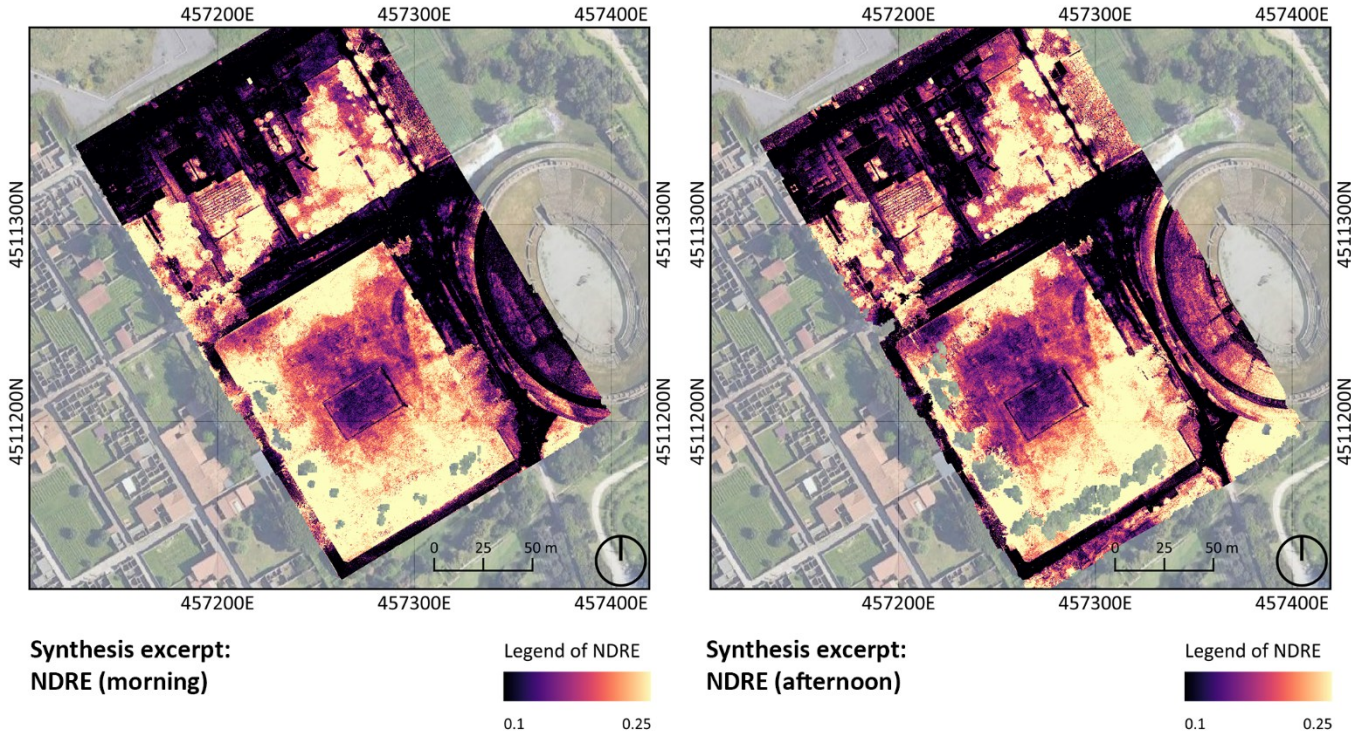 457200E 457300E 457400E
457200E 457300E 457400E
4511300N 4511300N 4511300N 4511300N
4511200N 4511200N 4511200N 4511200N
0 25 50 m
0 25 50 m
457200E 457300E 457400E
457200E 457300E 457400E
Synthesis excerpt:
NDRE (morning)
Legend of NDRE
0.1 0.25
Synthesis excerpt:
NDRE (afternoon)
Legend of NDRE
0.1 0.25